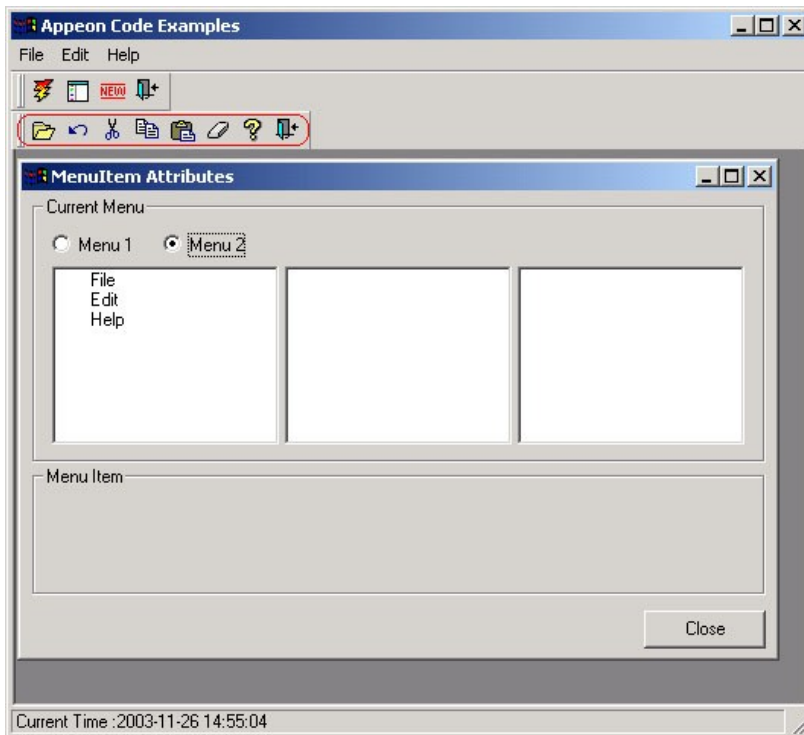 Appeon Code Examples
File Edit Help
NEW
MenuItem Attributes
Current Menu
Menu 1 Menu 2
File
Edit
Help
Menu Item
Close
Current Time :2003-11-26 14:55:04